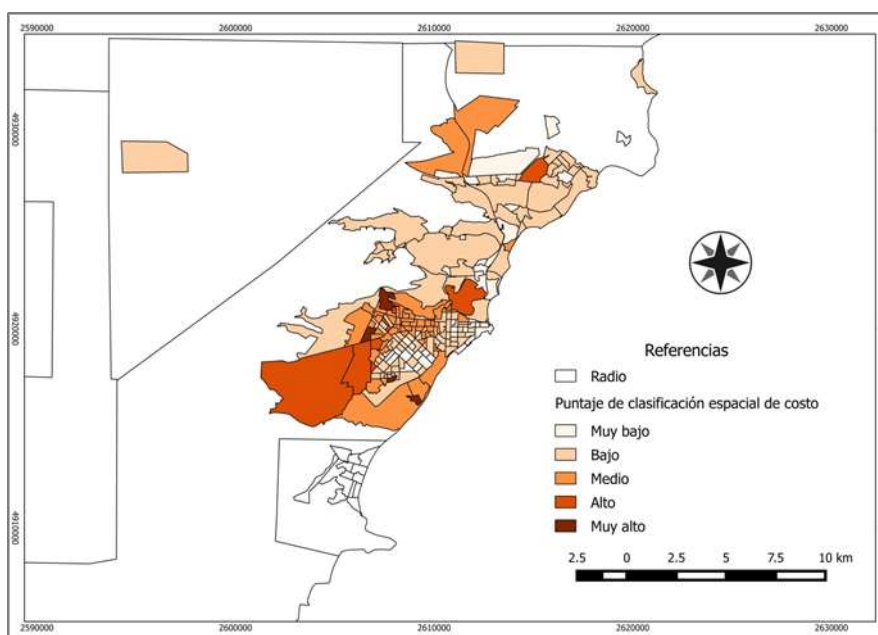 2590000 2600000 2610000 2620000 2630000
4930000
4920000
4910000
Referencias
Radio
Puntaje de clasificación espacial de costo
Muy bajo
Bajo
Medio
Alto
Muy alto
2.5 0 2.5 5 7.5 10 km
2590000 2600000 2610000 2620000 2630000